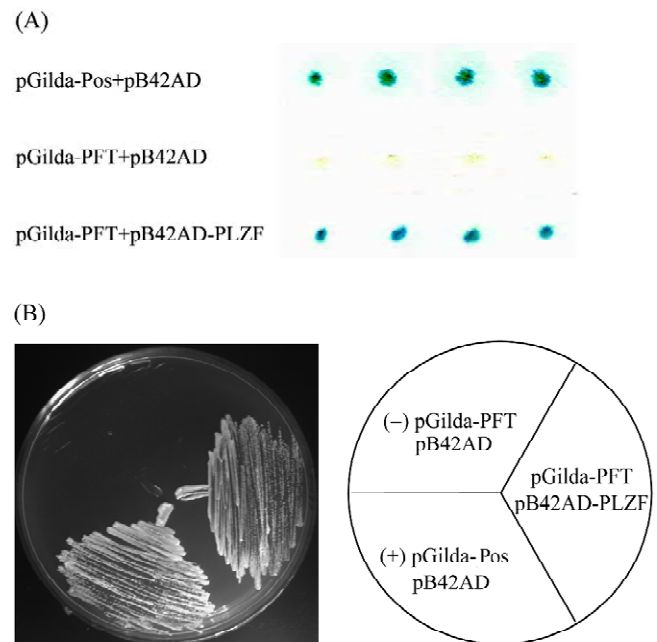 (A)
pGilda-Pos+pB42AD
pGilda-PFT+pB42AD
pGilda-PFT+pB42AD-PLZF
(B)
(−) pGilda-PFT
pB42AD
pGilda-PFT
pB42AD-PLZF
(+) pGilda-Pos
pB42AD